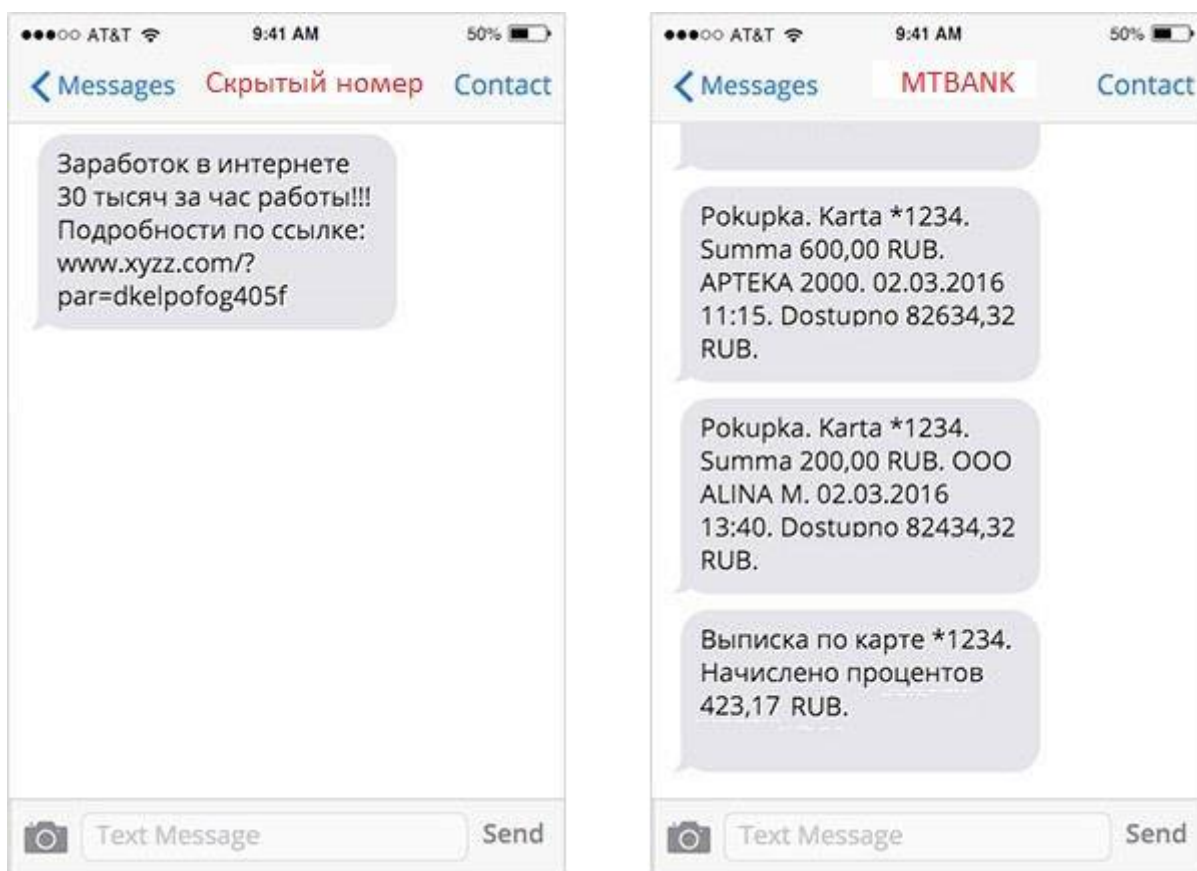 AT&T 9:41 AM 50%
Messages Скрытый номер Contact
Заработок в интернете
30 тысяч за час работы!!!
Подробности по ссылке:
www.xyzz.com/?
par=dkelpofog405f
Text Message Send
AT&T 9:41 AM 50%
Messages MTBANK Contact
Pokupka. Karta *1234.
Summa 600,00 RUB.
APTEKA 2000. 02.03.2016
11:15. Dostupno 82634,32
RUB.
Pokupka. Karta *1234.
Summa 200,00 RUB. OOO
ALINA M. 02.03.2016
13:40. Dostupno 82434,32
RUB.
Выписка по карте *1234.
Начислено процентов
423,17 RUB.
Text Message Send